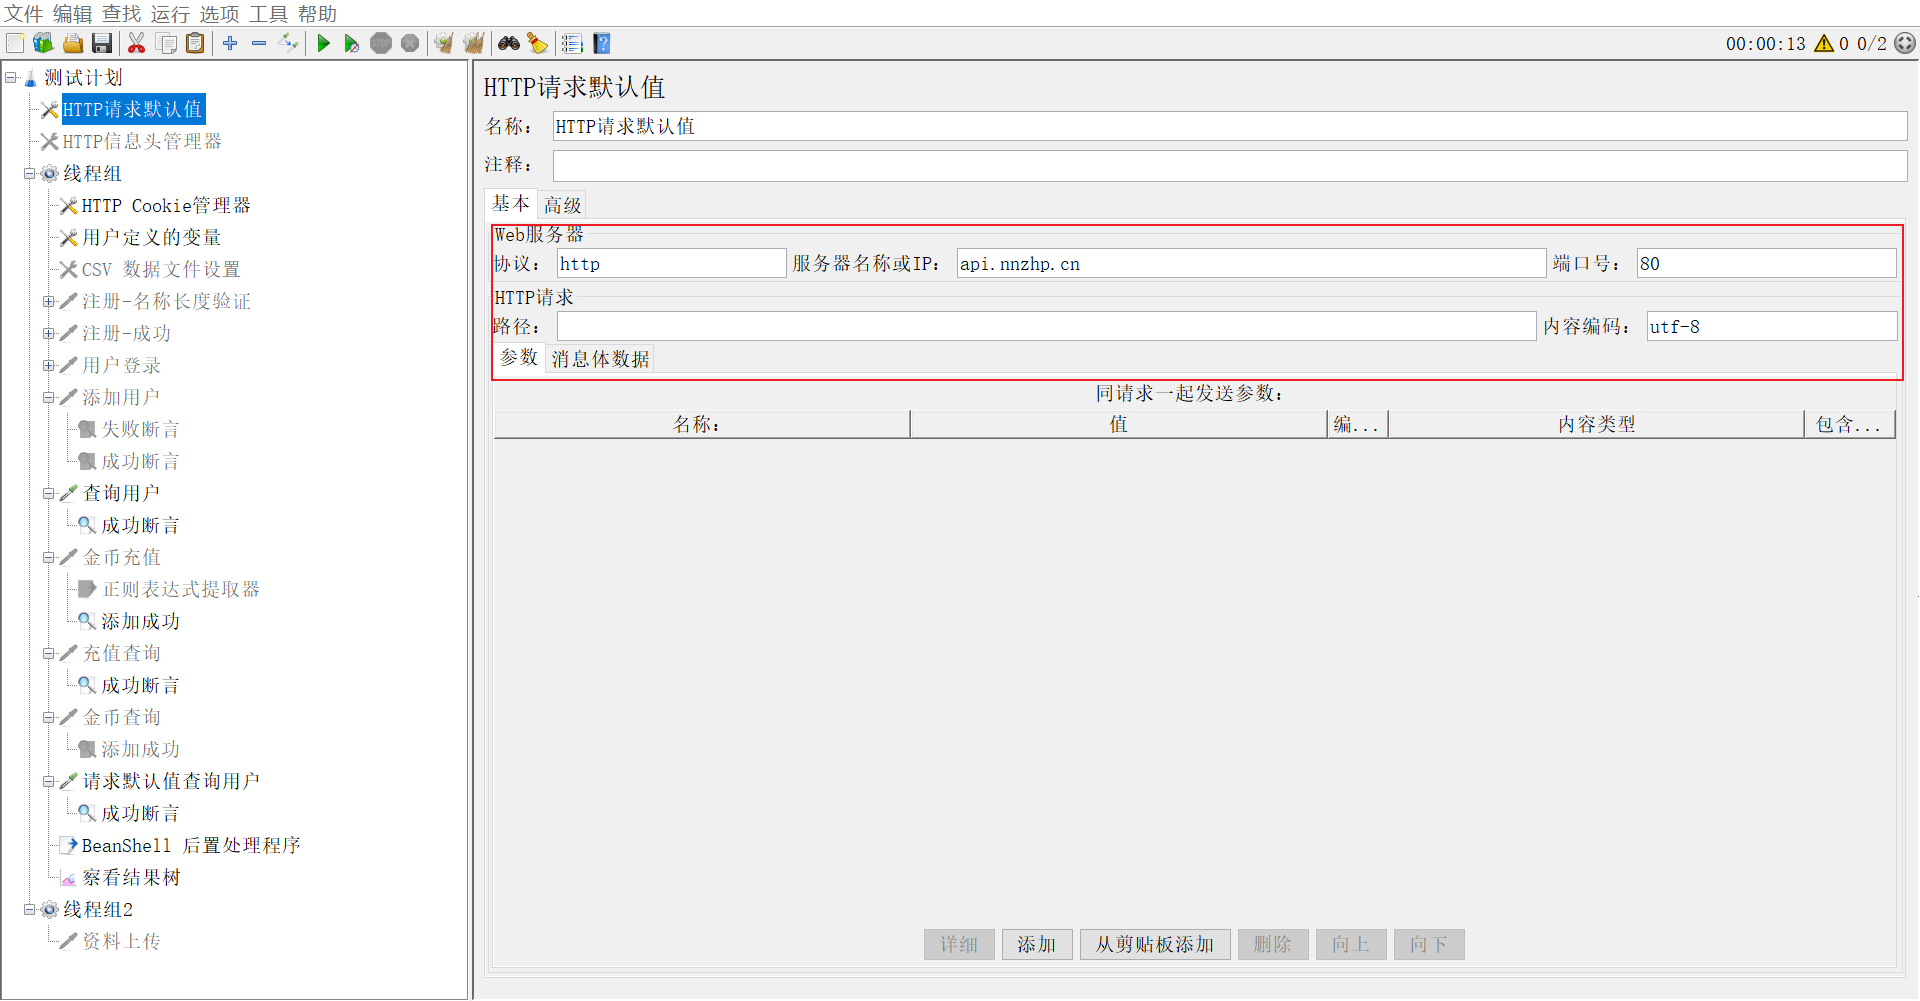 文件 编辑 查找 运行 选项 工具 帮助
00:00:13 0 0/2
测试计划
HTTP请求默认值
HTTP信息头管理器
线程组
HTTP Cookie管理器
用户定义的变量
CSV 数据文件设置
注册-名称长度验证
注册-成功
用户登录
添加用户
失败断言
成功断言
查询用户
成功断言
金币充值
正则表达式提取器
添加成功
充值查询
成功断言
金币查询
添加成功
请求默认值查询用户
成功断言
BeanShell 后置处理程序
察看结果树
线程组2
资料上传
HTTP请求默认值
名称： HTTP请求默认值
注释：
基本 高级
Web服务器
协议： http 服务器名称或IP： api.nnzhp.cn 端口号： 80
HTTP请求
路径： 内容编码： utf-8
参数 消息体数据
同请求一起发送参数：
名称： 值 编... 内容类型 包含...
详细 添加 从剪贴板添加 删除 向上 向下